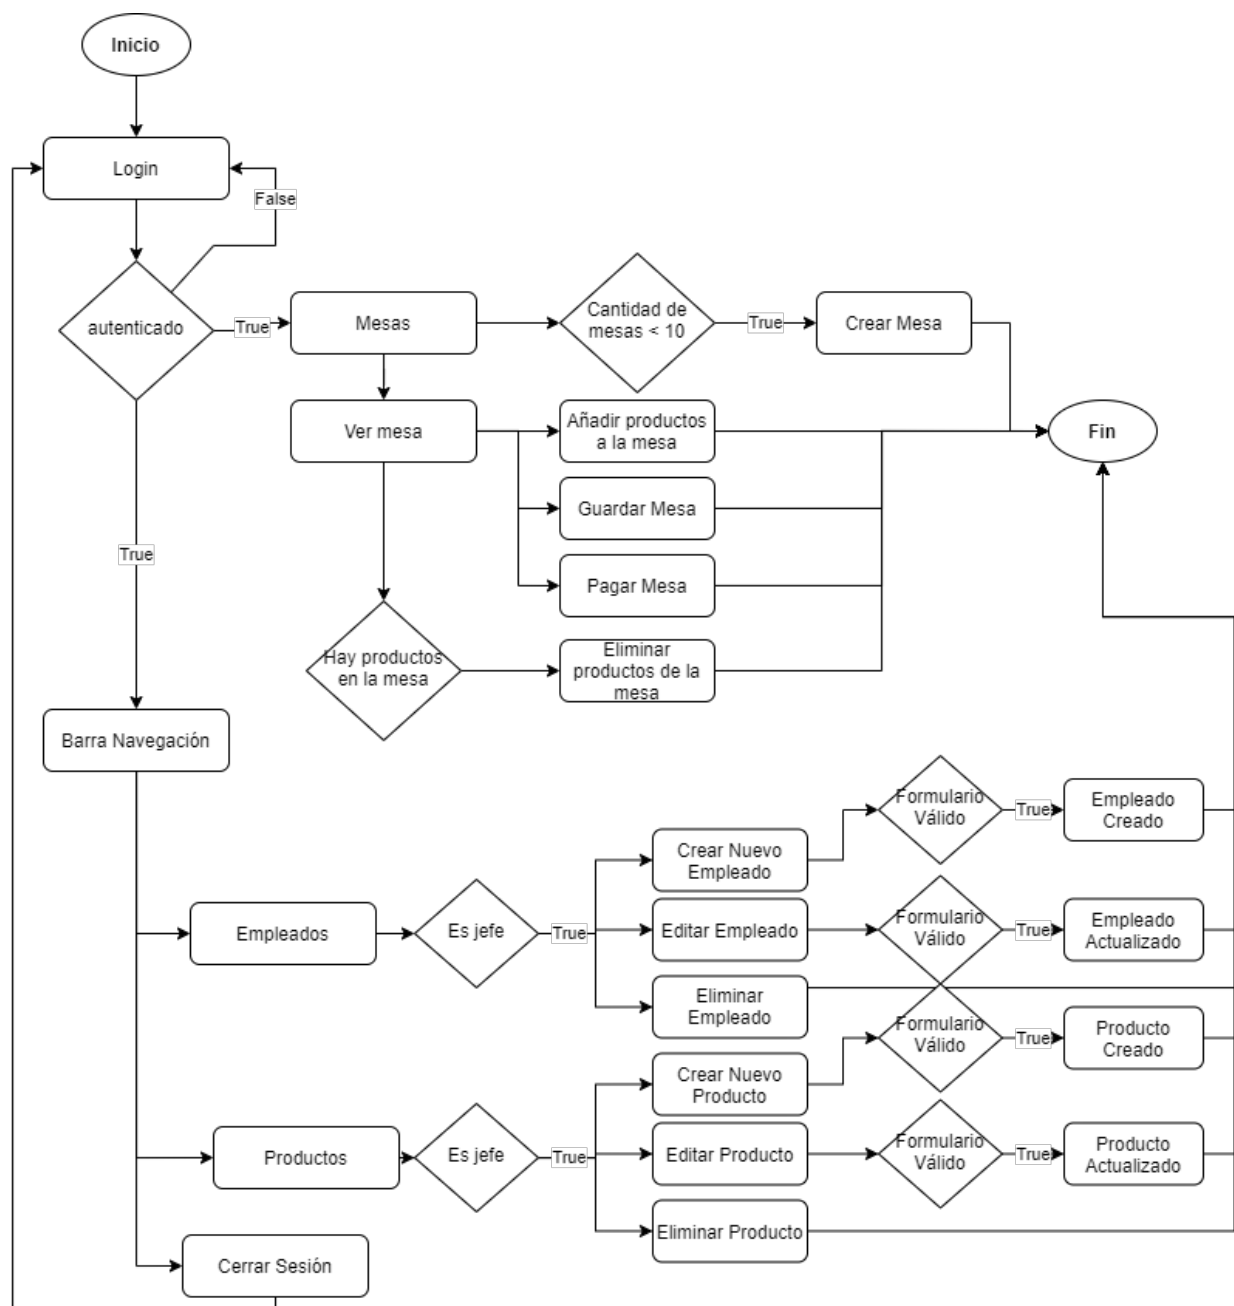 Inicio
Login
False
autenticado
True
Mesas
Cantidad de
mesas < 10
True
Crear Mesa
Ver mesa
Añadir productos
a la mesa
Fin
Guardar Mesa
True
Pagar Mesa
Hay productos
en la mesa
Eliminar
productos de la
mesa
Barra Navegación
Formulario
Válido
True
Empleado
Creado
Crear Nuevo
Empleado
Empleados
Es jefe
True
Editar Empleado
Formulario
Válido
True
Empleado
Actualizado
Eliminar
Empleado
Formulario
Válido
True
Producto
Creado
Crear Nuevo
Producto
Productos
Es jefe
True
Editar Producto
Formulario
Válido
True
Producto
Actualizado
Eliminar Producto
Cerrar Sesión